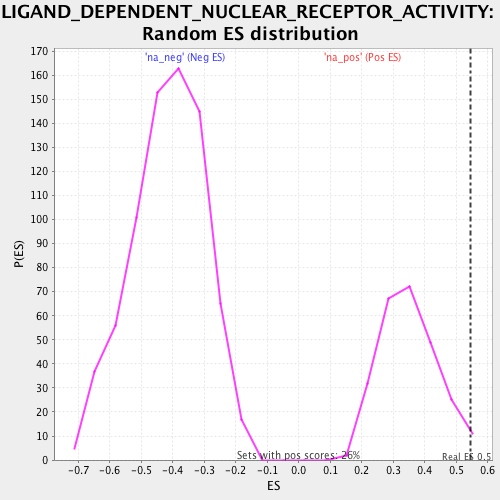 LIGAND_DEPENDENT_NUCLEAR_RECEPTOR_ACTIVITY:
Random ES distribution
'na_neg' (Neg ES)
'na_pos' (Pos ES)
170
160
150
140
130
120
110
100
90
80
70
60
50
40
30
20
10
0
P(ES)
Sets with pos scores: 26%
Real ES 0.5
-0.7 -0.6 -0.5 -0.4 -0.3 -0.2 -0.1 0.0 0.1 0.2 0.3 0.4 0.5 0.6
ES